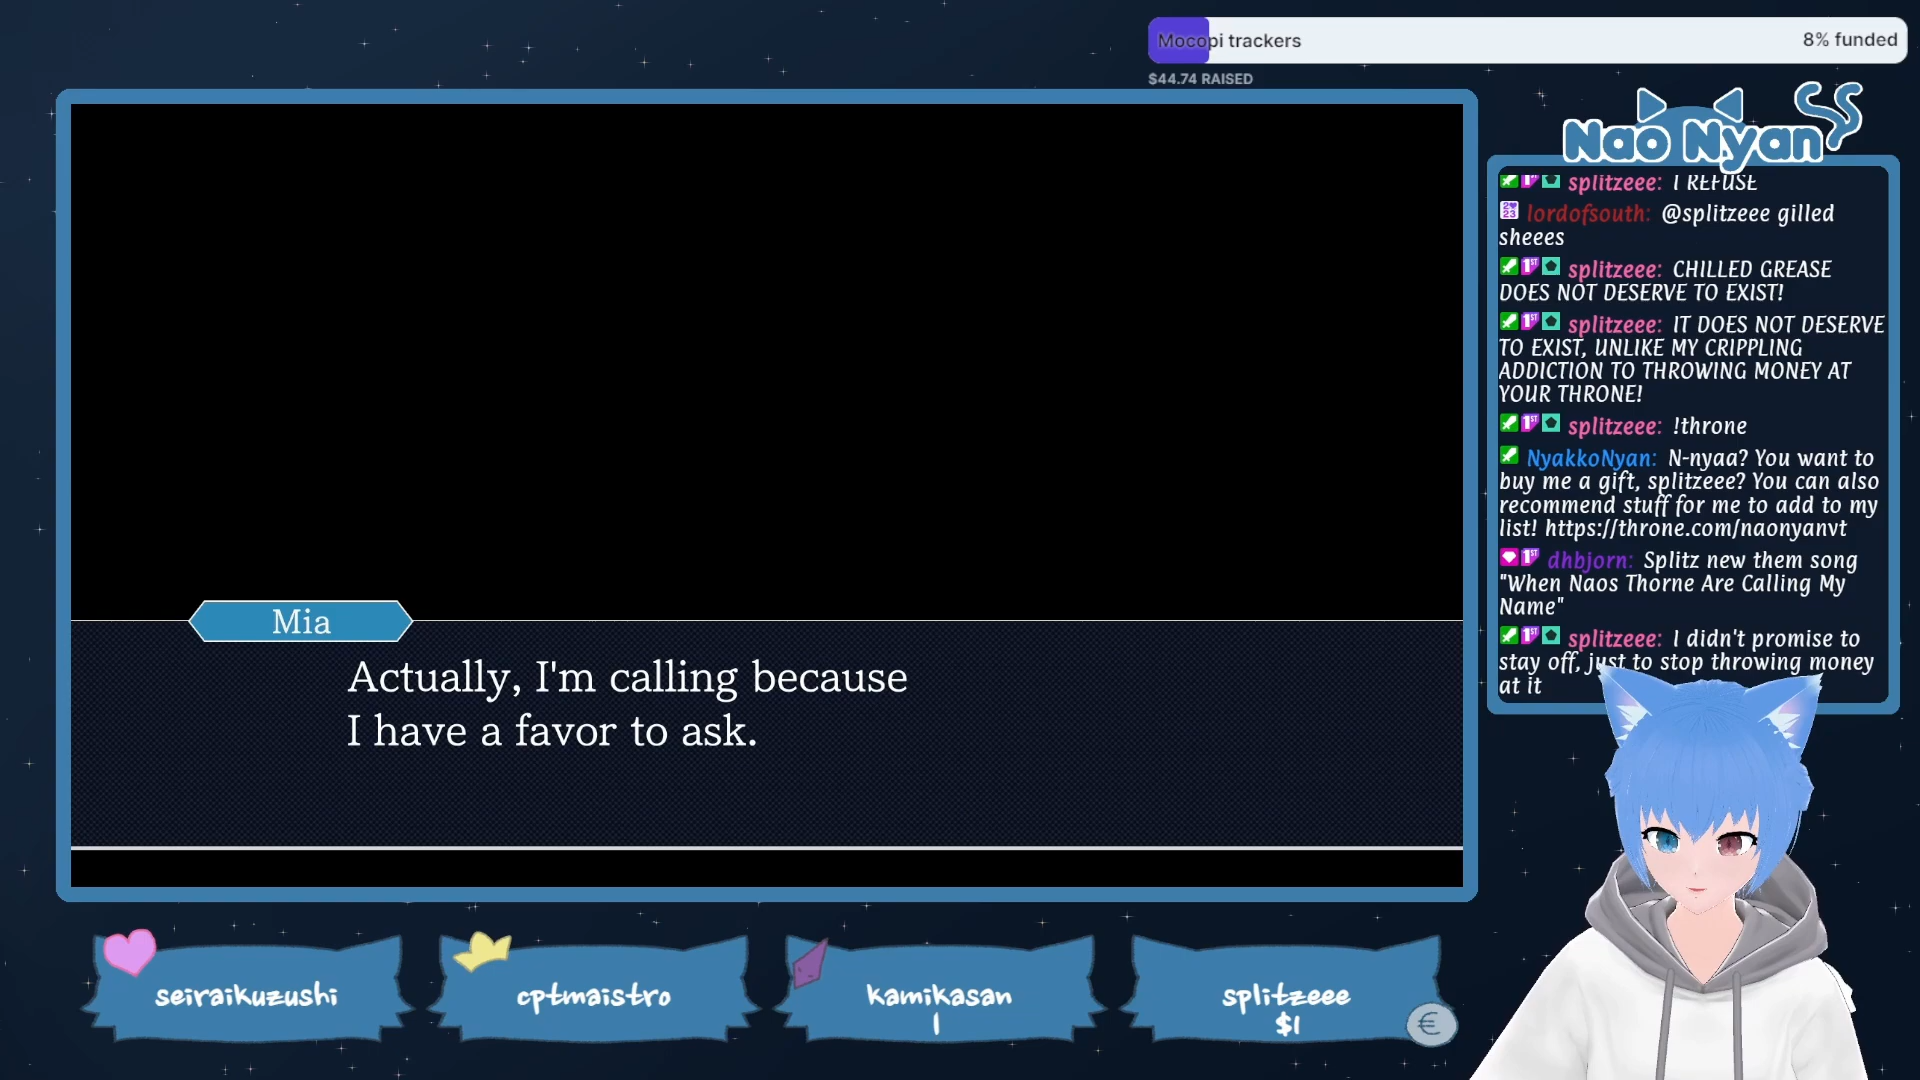 Mocopi trackers
8% funded
$44.74 RAISED
Nao Nyan
splitzeee: I REFUSE
lordofsouth: @splitzeee gilled
sheees
splitzeee: CHILLED GREASE
DOES NOT DESERVE TO EXIST!
splitzeee: IT DOES NOT DESERVE
TO EXIST, UNLIKE MY CRIPPLING
ADDICTION TO THROWING MONEY AT
YOUR THRONE!
splitzeee: !throne
NyakkoNyan: N-nyaa? You want to
buy me a gift, splitzeee? You can also
recommend stuff for me to add to my
list! https://throne.com/naonyanvt
dhbjorn: Splitz new them song
"When Naos Thorne Are Calling My
Name"
splitzeee: I didn't promise to
stay off, just to stop throwing money
at it
Mia
Actually, I'm calling because
I have a favor to ask.
seiraikuzushi
cptmaistro
kamikasan
1
splitzeee
$1
€